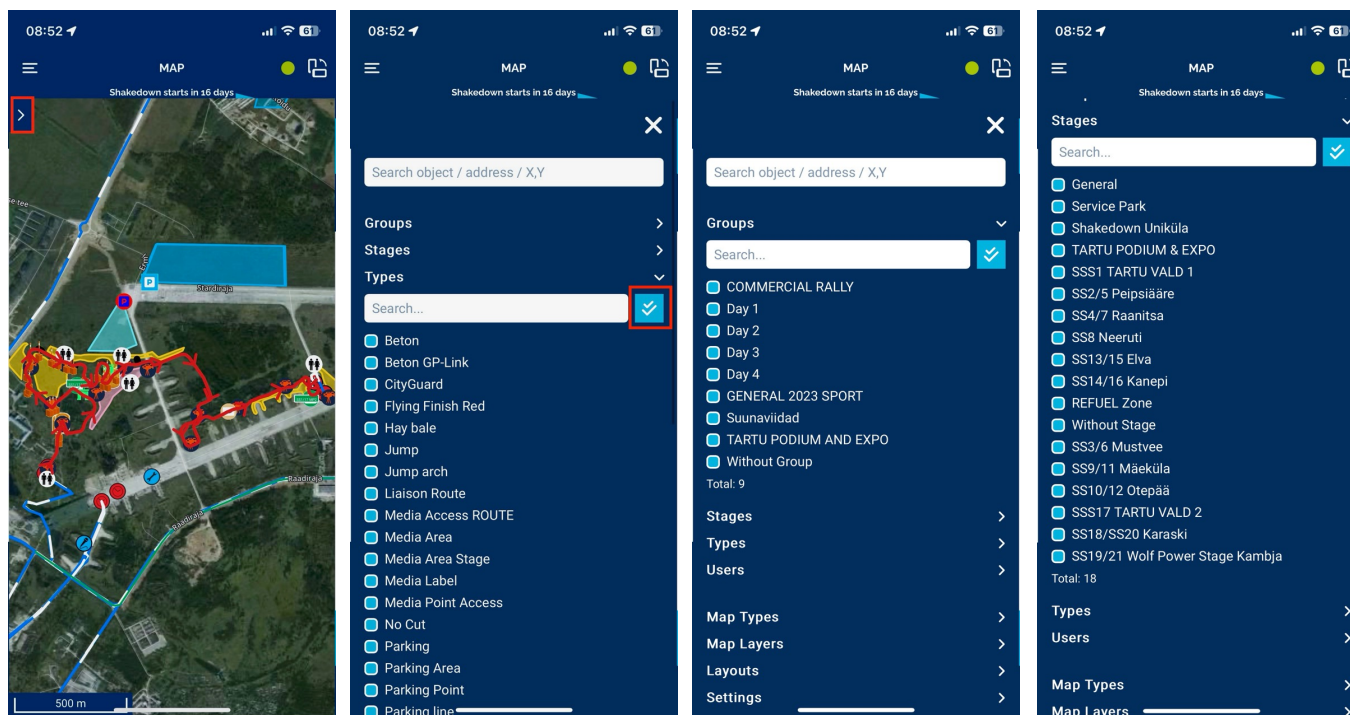 08:52
61
MAP
Shakedown starts in 16 days
P
Stardiraja
P
Raadiraja
Raadiraja
500 m
08:52
61
MAP
Shakedown starts in 16 days
Search object / address / X,Y
Groups
Stages
Types
Search...
Beton
Beton GP-Link
CityGuard
Flying Finish Red
Hay bale
Jump
Jump arch
Liaison Route
Media Access ROUTE
Media Area
Media Area Stage
Media Label
Media Point Access
No Cut
Parking
Parking Area
Parking Point
Parking line
08:52
61
MAP
Shakedown starts in 16 days
Search object / address / X,Y
Groups
Search...
COMMERCIAL RALLY
Day 1
Day 2
Day 3
Day 4
GENERAL 2023 SPORT
Suunaviidad
TARTU PODIUM AND EXPO
Without Group
Total: 9
Stages
Types
Users
Map Types
Map Layers
Layouts
Settings
08:52
61
MAP
Shakedown starts in 16 days
Stages
Search...
General
Service Park
Shakedown Uniküla
TARTU PODIUM & EXPO
SSS1 TARTU VALD 1
SS2/5 Peipsiääre
SS4/7 Raanitsa
SS8 Neeruti
SS13/15 Elva
SS14/16 Kanepi
REFUEL Zone
Without Stage
SS3/6 Mustvee
SS9/11 Mäeküla
SS10/12 Otepää
SSS17 TARTU VALD 2
SS18/SS20 Karaski
SS19/21 Wolf Power Stage Kambja
Total: 18
Types
Users
Map Types
Map Layers